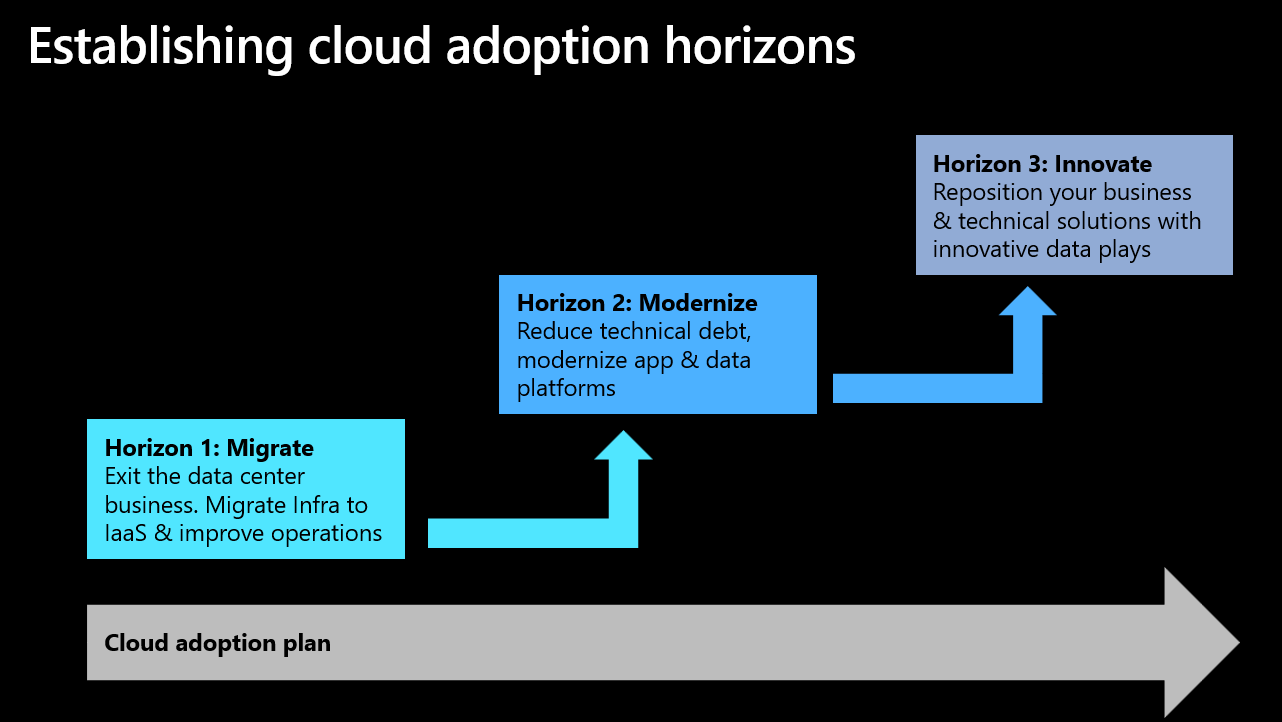 Establishing cloud adoption horizons
Horizon 3: Innovate
Reposition your business
& technical solutions with
innovative data plays
Horizon 2: Modernize
Reduce technical debt,
modernize app & data
platforms
Horizon 1: Migrate
Exit the data center
business. Migrate Infra to
IaaS & improve operations
Cloud adoption plan